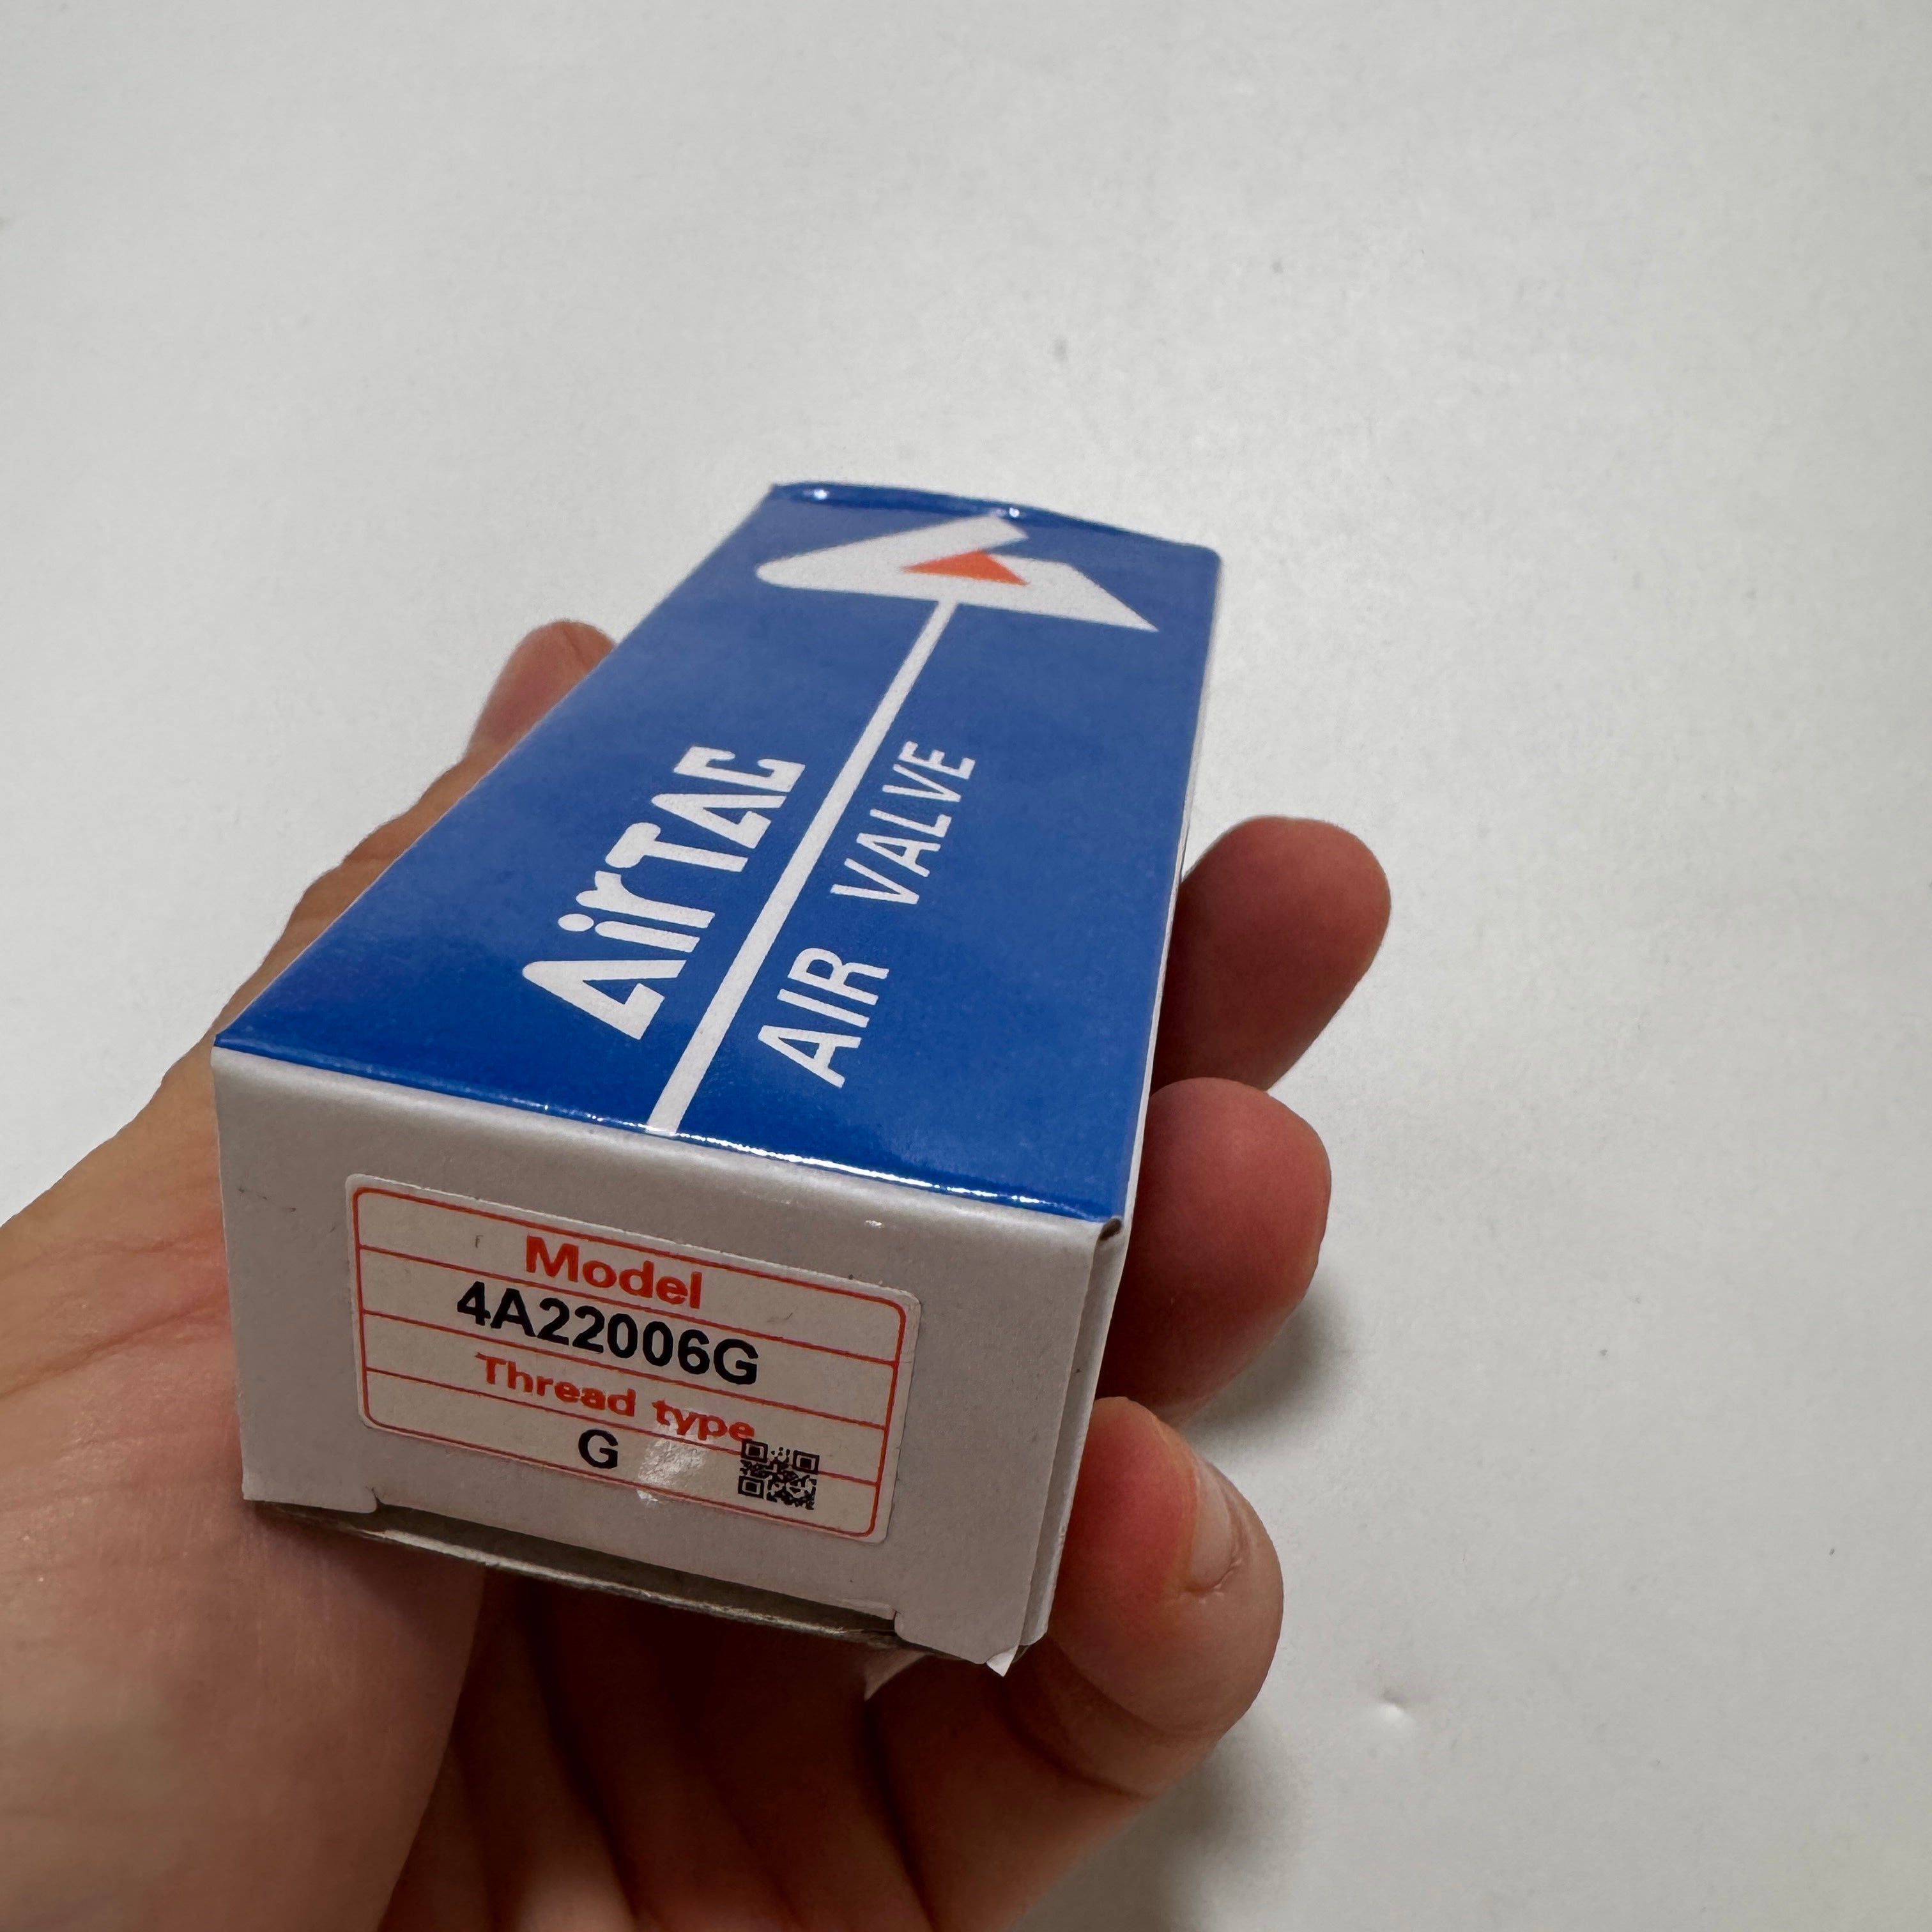 AirTAC
AIR VALVE
Model
4A22006G
Thread type
G